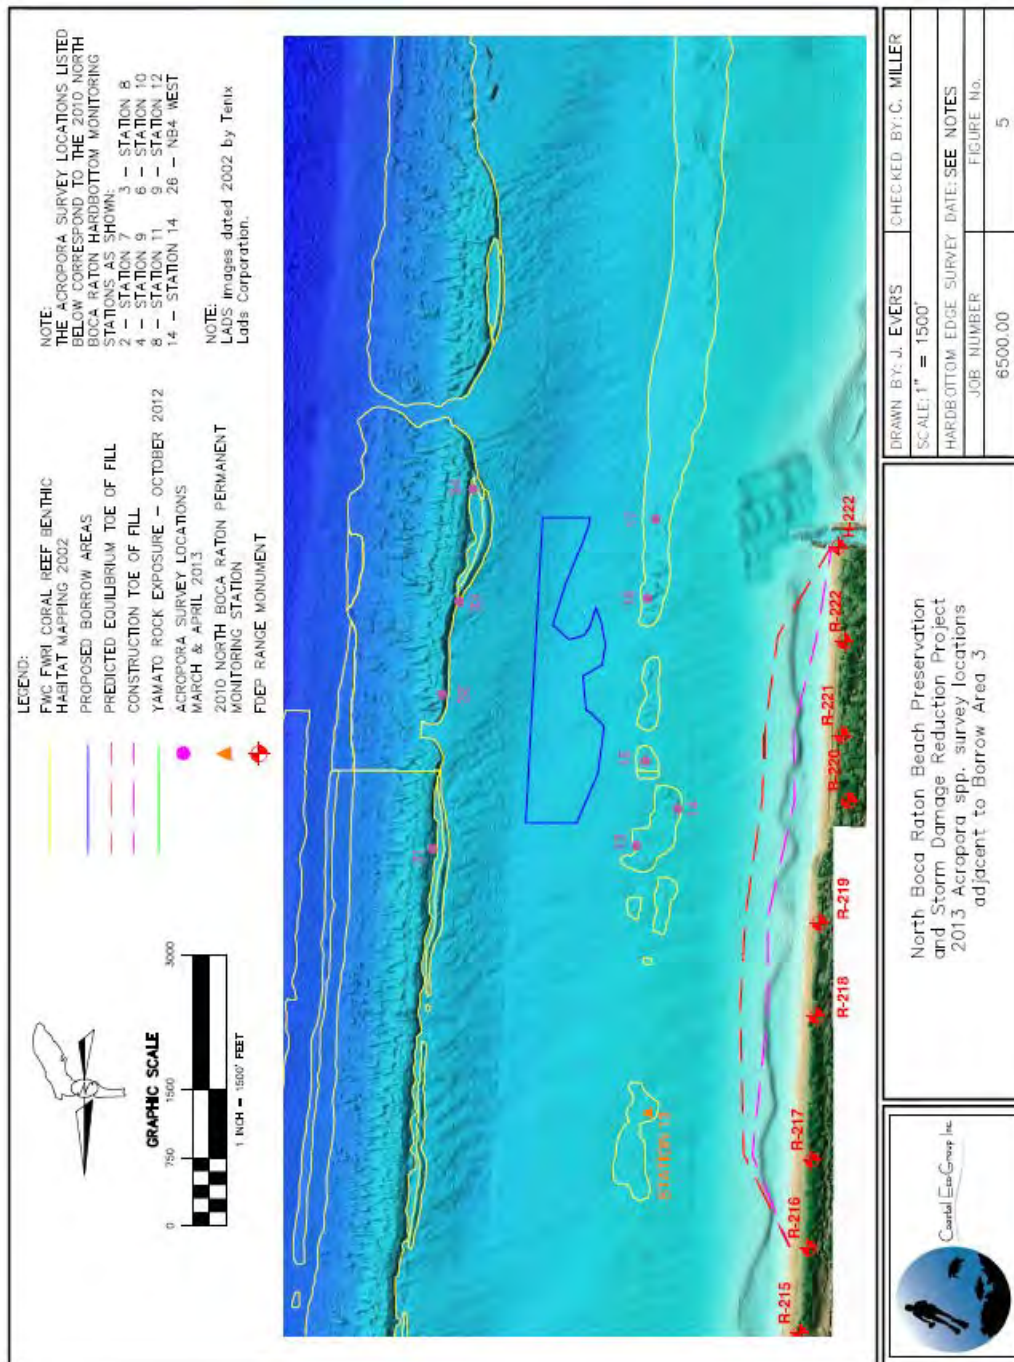 LEGEND:
FWC FWRI CORAL REEF BENTHIC
HABITAT MAPPING 2002
PROPOSED BORROW AREAS
PREDICTED EQUILIBRIUM TOE OF FILL
CONSTRUCTION TOE OF FILL
YAMATO ROCK EXPOSURE – OCTOBER 2012
ACROPORA SURVEY LOCATIONS
MARCH & APRIL 2013
2010 NORTH BOCA RATON PERMANENT
MONITORING STATION
FDEP RANGE MONUMENT
NOTE:
THE ACROPORA SURVEY LOCATIONS LISTED
BELOW CORRESPOND TO THE 2010 NORTH
BOCA RATON HARDBOTTOM MONITORING
STATIONS AS SHOWN:
2 – STATION 7 3 – STATION 8
4 – STATION 9 6 – STATION 10
8 – STATION 11 9 – STATION 12
14 – STATION 14 26 – NB4 WEST
NOTE:
LADS images dated 2002 by Tenix
Lads Corporation.
N
GRAPHIC SCALE
0 750 1500 3000
1 INCH = 1500' FEET
13
15
STATION 13
R-215
R-216
R-217
R-218
R-219
R-220
R-221
R-222
Coastal EcoGroup Inc.
North Boca Raton Beach Preservation
and Storm Damage Reduction Project
2013 Acropora spp. survey locations
adjacent to Borrow Area 3
DRAWN BY: J. EVERS
CHECKED BY: C. MILLER
SCALE: 1" = 1500'
HARDBOTTOM EDGE SURVEY DATE: SEE NOTES
JOB NUMBER
6500.00
FIGURE No.
5